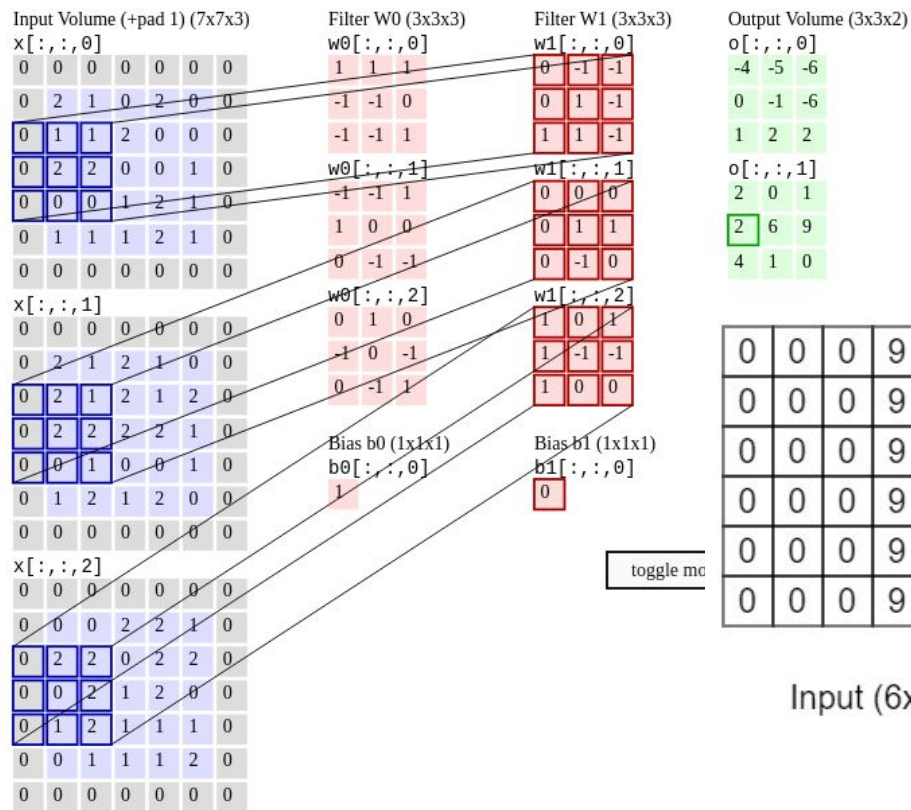 Input Volume (+pad 1) (7x7x3)
x[:,:,0]
0 0 0 0 0 0 0
0 2 1 0 2 0 0
0 1 1 2 0 0 0
0 2 2 0 0 1 0
0 0 0 1 2 1 0
0 1 1 1 2 1 0
0 0 0 0 0 0 0
x[:,:,1]
0 0 0 0 0 0 0
0 2 1 2 1 0 0
0 2 1 2 1 2 0
0 2 2 2 2 1 0
0 0 1 0 0 1 0
0 1 2 1 2 0 0
0 0 0 0 0 0 0
x[:,:,2]
0 0 0 0 0 0 0
0 0 0 2 2 1 0
0 2 2 0 2 2 0
0 0 2 1 2 0 0
0 1 2 1 1 1 0
0 0 1 1 1 2 0
0 0 0 0 0 0 0
Filter W0 (3x3x3)
w0[:,:,0]
1 1 1
-1 -1 0
-1 -1 1
w0[:,:,1]
-1 -1 1
1 0 0
0 -1 -1
w0[:,:,2]
0 1 0
-1 0 -1
0 -1 1
Bias b0 (1x1x1)
b0[:,:,0]
1
Filter W1 (3x3x3)
w1[:,:,0]
0 -1 -1
0 1 -1
1 1 -1
w1[:,:,1]
0 0 0
0 1 1
0 -1 0
w1[:,:,2]
1 0 1
1 -1 -1
1 0 0
Bias b1 (1x1x1)
b1[:,:,0]
0
toggle mo
Output Volume (3x3x2)
o[:,:,0]
-4 -5 -6
0 -1 -6
1 2 2
o[:,:,1]
2 0 1
2 6 9
4 1 0
0 0 0 9
0 0 0 9
0 0 0 9
0 0 0 9
0 0 0 9
0 0 0 9
Input (6x